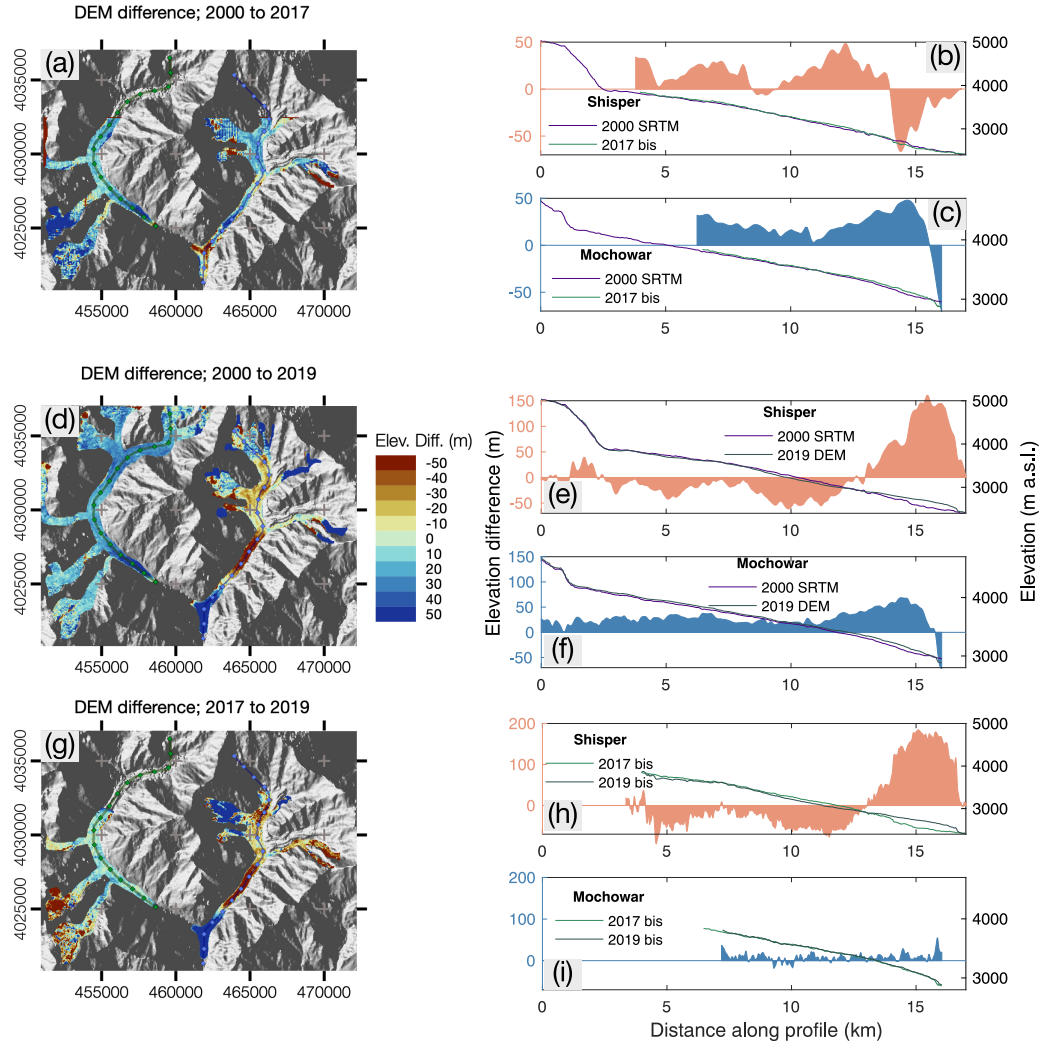 DEM difference; 2000 to 2017
(a)
4035000
4030000
4025000
455000 460000 465000 470000
50
0
-50
(b)
5000
4000
3000
Shisper
2000 SRTM
2017 bis
0 5 10 15
50
0
-50
(c)
4000
3000
Mochowar
2000 SRTM
2017 bis
0 5 10 15
DEM difference; 2000 to 2019
(d)
4035000
4030000
4025000
455000 460000 465000 470000
Elev. Diff. (m)
-50
-40
-30
-20
-10
0
10
20
30
40
50
Elevation difference (m)
Elevation (m a.s.l.)
150
100
50
0
-50
(e)
5000
4000
3000
Shisper
2000 SRTM
2019 DEM
0 5 10 15
150
100
50
0
-50
(f)
4000
3000
Mochowar
2000 SRTM
2019 DEM
0 5 10 15
DEM difference; 2017 to 2019
(g)
4035000
4030000
4025000
455000 460000 465000 470000
200
100
0
(h)
5000
4000
3000
Shisper
2017 bis
2019 bis
0 5 10 15
200
100
0
(i)
4000
3000
Mochowar
2017 bis
2019 bis
0 5 10 15
Distance along profile (km)